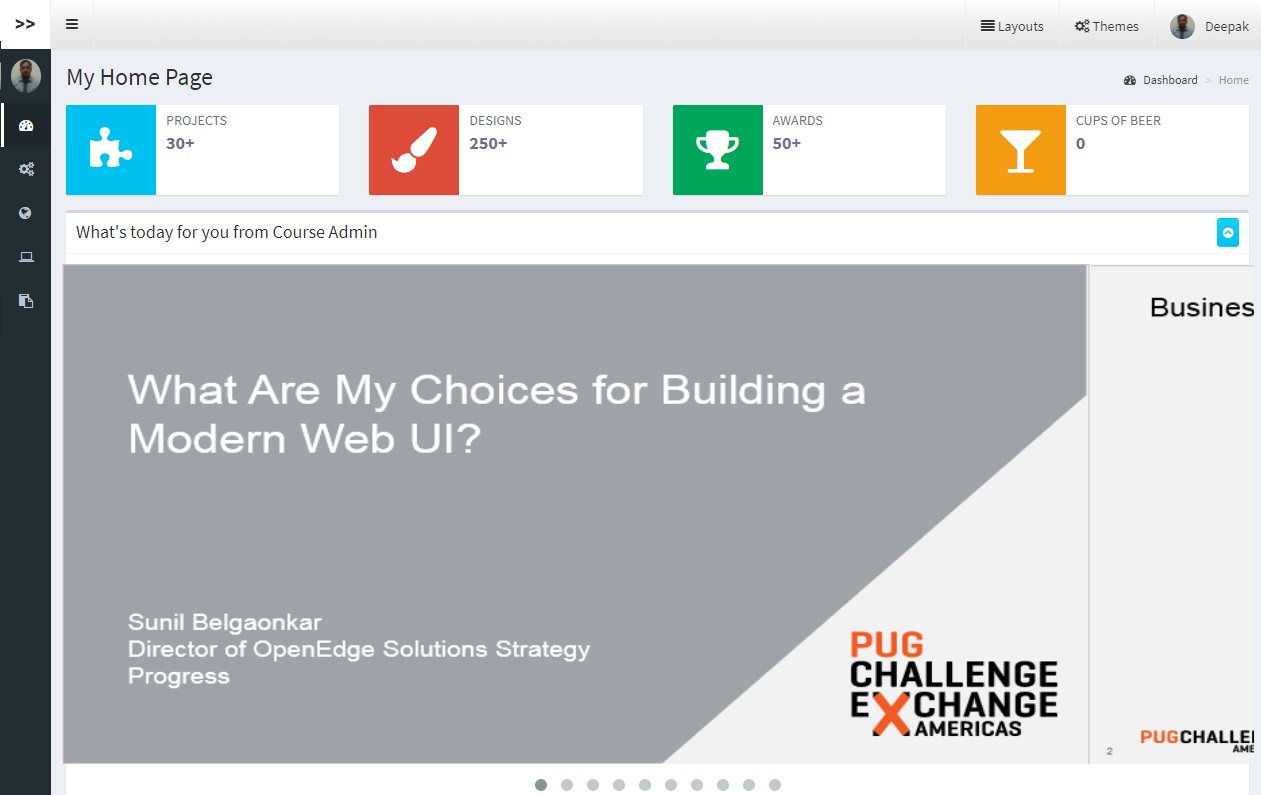 >>
Layouts
Themes
Deepak
My Home Page
Dashboard > Home
PROJECTS
30+
DESIGNS
250+
AWARDS
50+
CUPS OF BEER
0
What's today for you from Course Admin
What Are My Choices for Building a
Modern Web UI?
Sunil Belgaonkar
Director of OpenEdge Solutions Strategy
Progress
PUG
CHALLENGE
EXCHANGE
AMERICAS
Busines
2
PUGCHALLE
AME